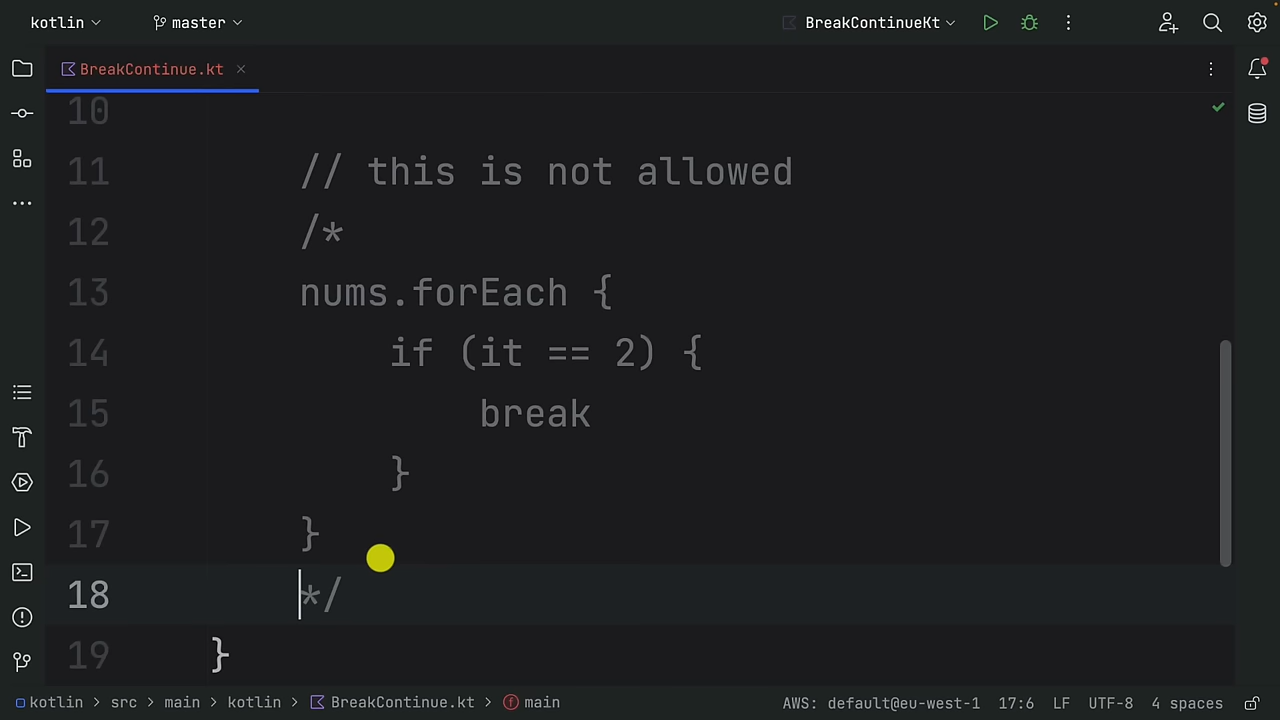 kotlin master BreakContinueKt
BreakContinue.kt
10
11 // this is not allowed
12 /*
13 nums.forEach {
14 if (it == 2) {
15 break
16 }
17 }
18 */
19 }
kotlin > src > main > kotlin > BreakContinue.kt > main AWS: default@eu-west-1 17:6 LF UTF-8 4 spaces